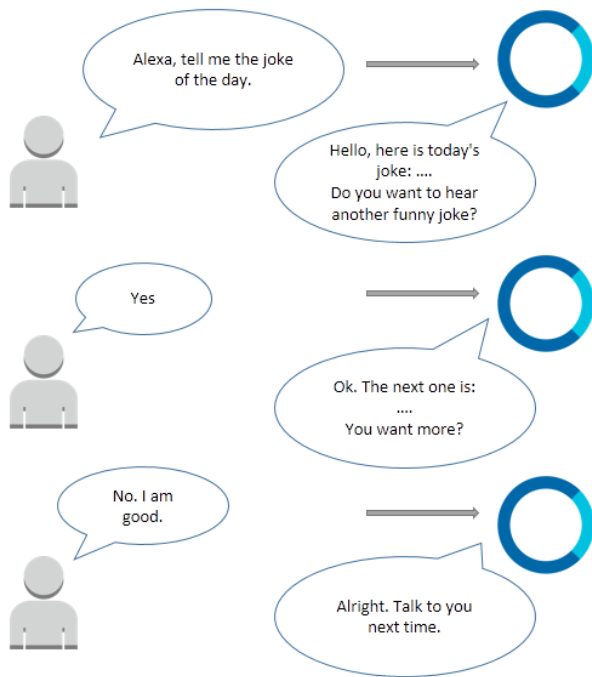 Alexa, tell me the joke
of the day.
Hello, here is today's
joke: ....
Do you want to hear
another funny joke?
Yes
Ok. The next one is:
....
You want more?
No. I am
good.
Alright. Talk to you
next time.